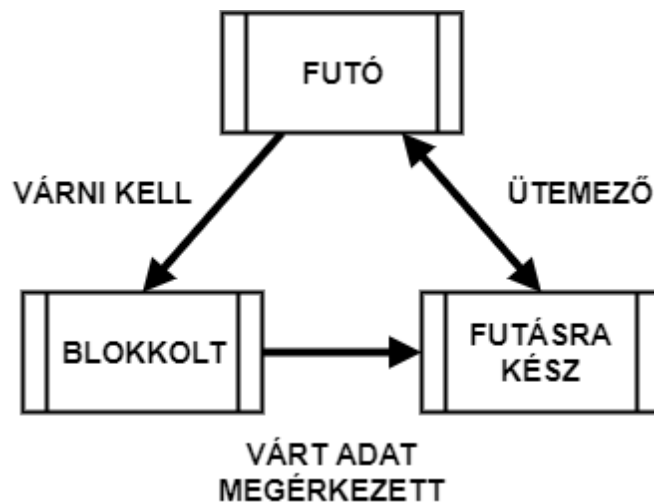 FUTÓ
VÁRNI KELL
ÜTEMEZŐ
BLOKKOLT
FUTÁSRA
KÉSZ
VÁRT ADAT
MEGÉRKEZETT